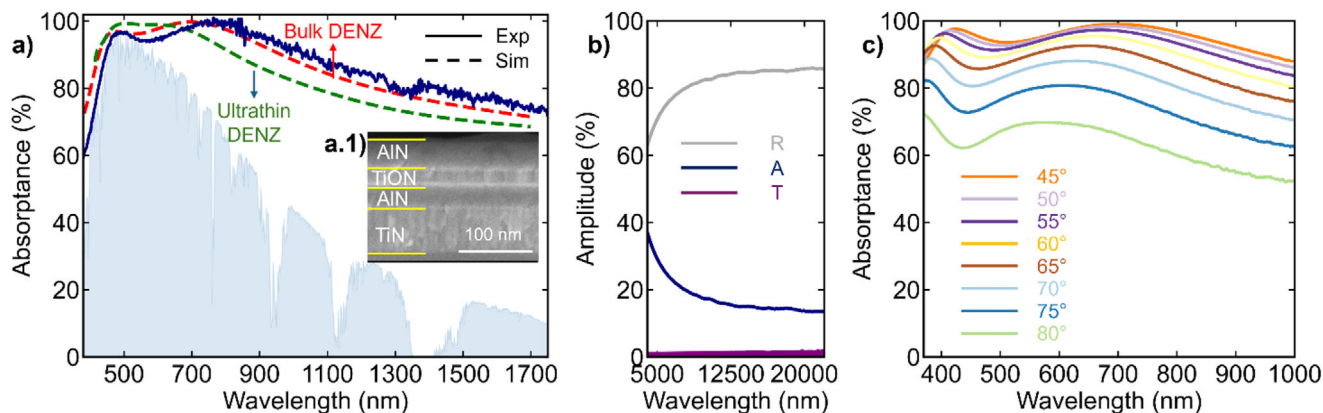 a)
Absorptance (%)
100
80
60
40
20
0
500
700
900
1100
1300
1500
1700
Wavelength (nm)
Bulk DENZ
Exp
Sim
Ultrathin
DENZ
a.1)
AlN
TiON
AlN
TiN
100 nm
b)
Amplitude (%)
100
80
60
40
20
0
5000
12500
20000
Wavelength (nm)
R
A
T
c)
Absorptance (%)
100
80
60
40
20
0
400
500
600
700
800
900
1000
Wavelength (nm)
45°
50°
55°
60°
65°
70°
75°
80°